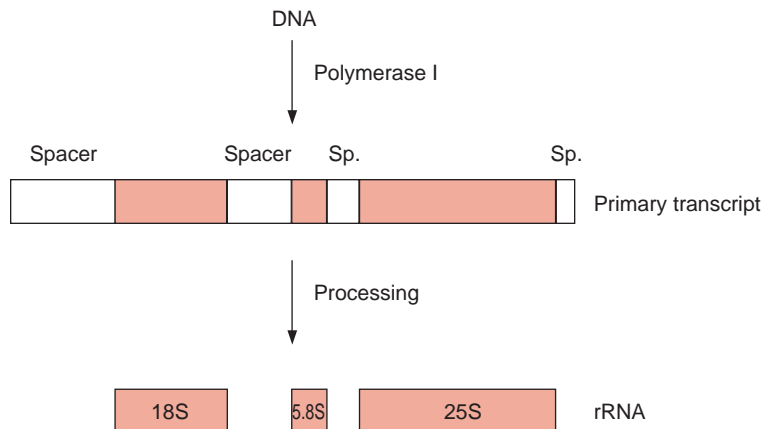 DNA
Polymerase I
Spacer Spacer Sp. Sp.
Primary transcript
Processing
18S 5.8S 25S rRNA